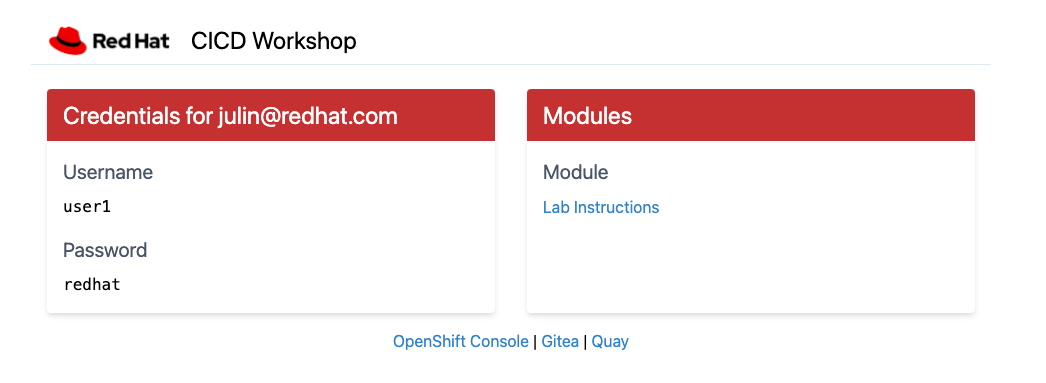 Red Hat CICD Workshop
Credentials for julin@redhat.com
Username
user1
Password
redhat
Modules
Module
Lab Instructions
OpenShift Console | Gitea | Quay